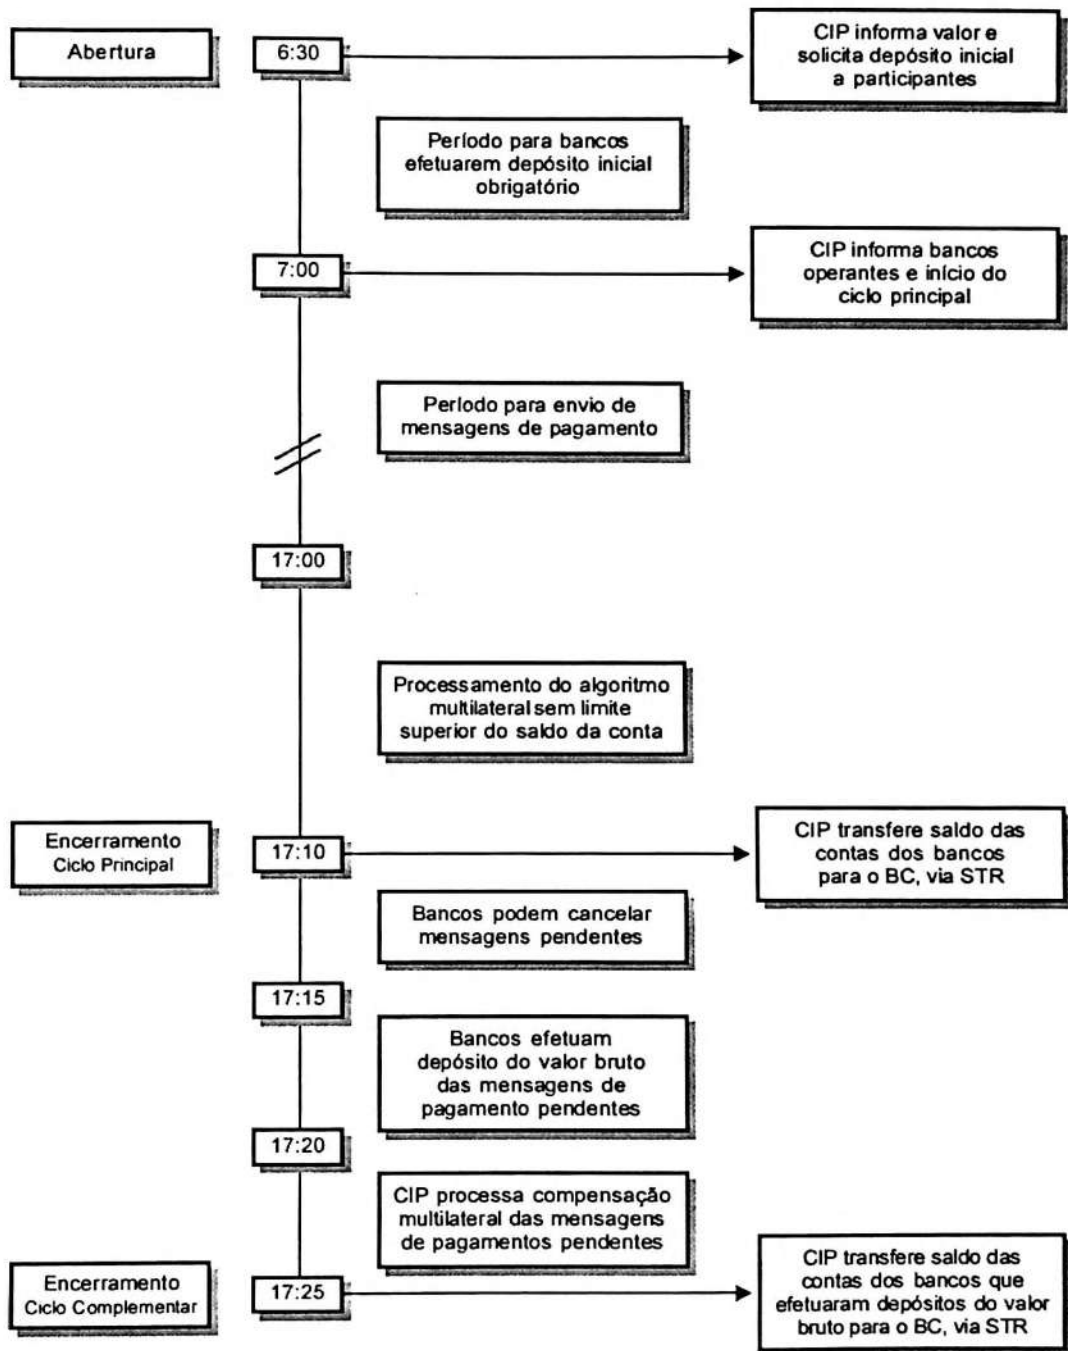 Abertura
6:30
CIP informa valor e
solicita depósito inicial
a participantes
Período para bancos
efetuarem depósito inicial
obrigatório
7:00
CIP informa bancos
operantes e início do
ciclo principal
Período para envio de
mensagens de pagamento
17:00
Processamento do algoritmo
multilateral sem limite
superior do saldo da conta
Encerramento
Ciclo Principal
17:10
CIP transfere saldo das
contas dos bancos
para o BC, via STR
Bancos podem cancelar
mensagens pendentes
17:15
Bancos efetuam
depósito do valor bruto
das mensagens de
pagamento pendentes
17:20
CIP processa compensação
multilateral das mensagens
de pagamentos pendentes
Encerramento
Ciclo Complementar
17:25
CIP transfere saldo das
contas dos bancos que
efetuaram depósitos do valor
bruto para o BC, via STR